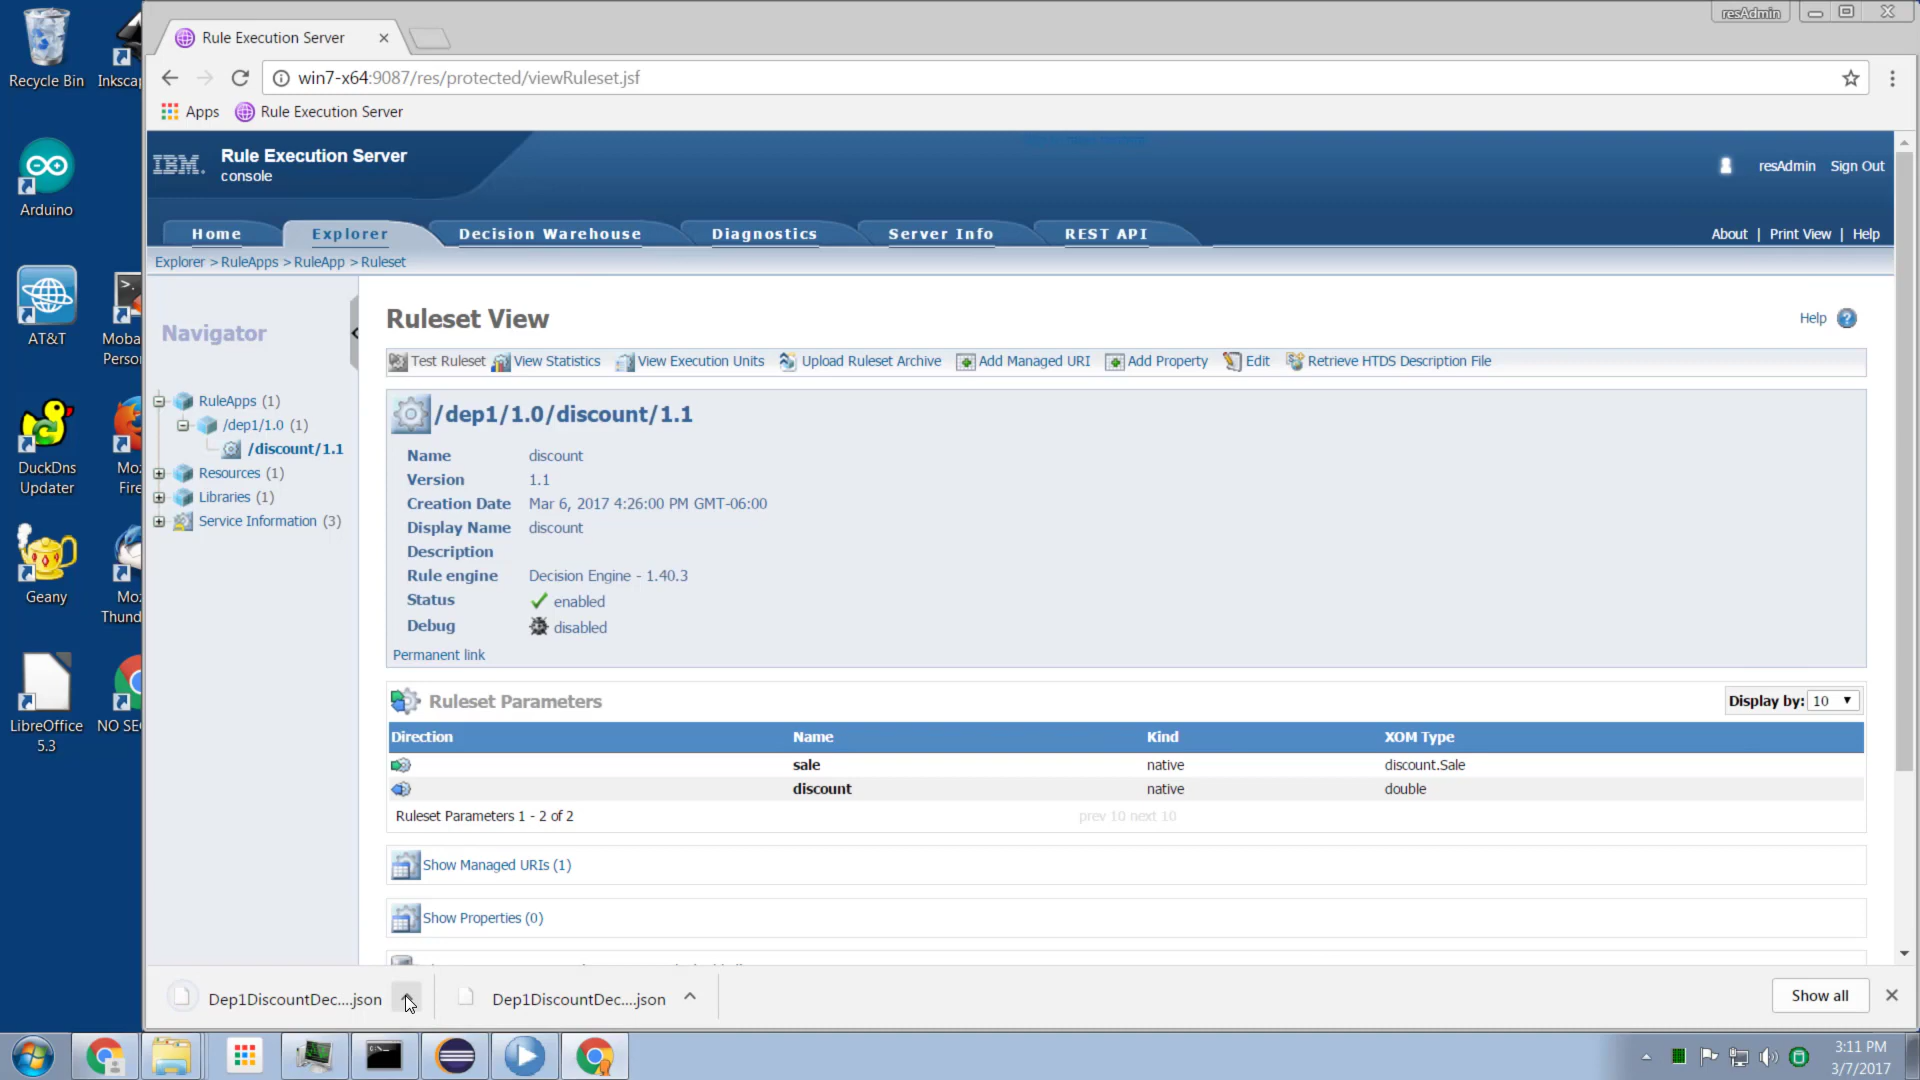 Recycle Bin
Arduino
AT&T
DuckDns
Updater
Geany
LibreOffice
5.3
NO SE
resAdmin
Rule Execution Server
win7-x64:9087/res/protected/viewRuleset.jsf
Apps
Rule Execution Server
IBM.
Rule Execution Server
console
resAdmin
Sign Out
Home
Explorer
Decision Warehouse
Diagnostics
Server Info
REST API
About | Print View | Help
Explorer > RuleApps > RuleApp > Ruleset
Navigator
RuleApps (1)
/dep1/1.0 (1)
/discount/1.1
Resources (1)
Libraries (1)
Service Information (3)
Ruleset View
Help ?
Test Ruleset
View Statistics
View Execution Units
Upload Ruleset Archive
Add Managed URI
Add Property
Edit
Retrieve HTDS Description File
/dep1/1.0/discount/1.1
Name discount
Version 1.1
Creation Date Mar 6, 2017 4:26:00 PM GMT-06:00
Display Name discount
Description
Rule engine Decision Engine - 1.40.3
Status enabled
Debug disabled
Permanent link
Ruleset Parameters
Display by: 10
Direction Name Kind XOM Type
sale native discount.Sale
discount native double
Ruleset Parameters 1 - 2 of 2
prev 10 next 10
Show Managed URIs (1)
Show Properties (0)
Dep1DiscountDec....json
Dep1DiscountDec....json
Show all
3:11 PM
3/7/2017